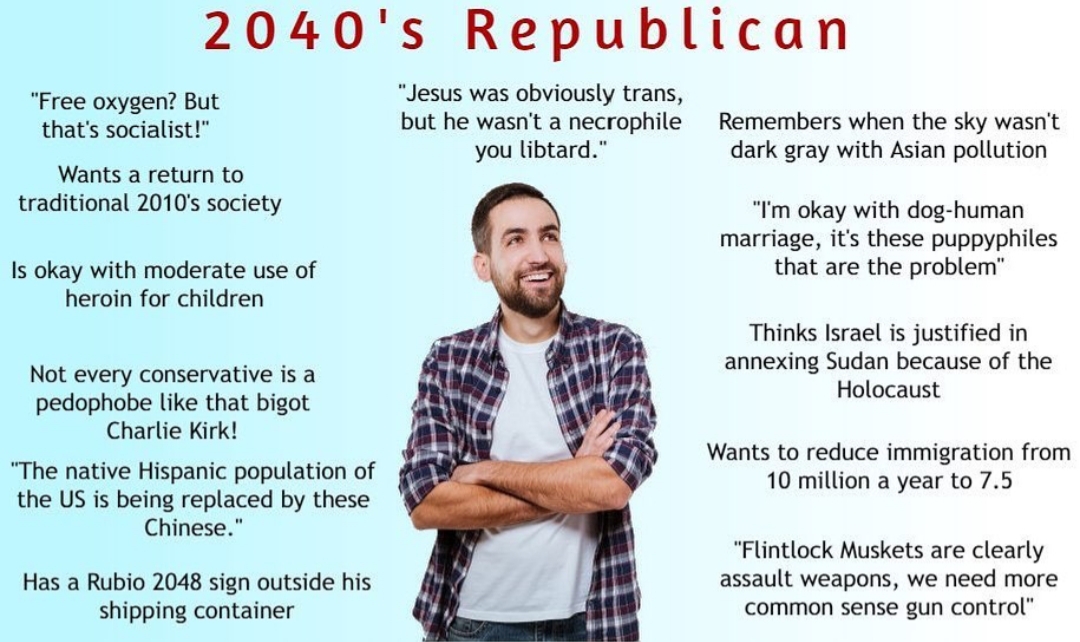 2040's Republican
"Free oxygen? But
that's socialist!"
Wants a return to
traditional 2010's society
Is okay with moderate use of
heroin for children
Not every conservative is a
pedophobe like that bigot
Charlie Kirk!
"The native Hispanic population of
the US is being replaced by these
Chinese."
Has a Rubio 2048 sign outside his
shipping container
"Jesus was obviously trans,
but he wasn't a necrophile
you libtard."
Remembers when the sky wasn't
dark gray with Asian pollution
"I'm okay with dog-human
marriage, it's these puppyphiles
that are the problem"
Thinks Israel is justified in
annexing Sudan because of the
Holocaust
Wants to reduce immigration from
10 million a year to 7.5
"Flintlock Muskets are clearly
assault weapons, we need more
common sense gun control"